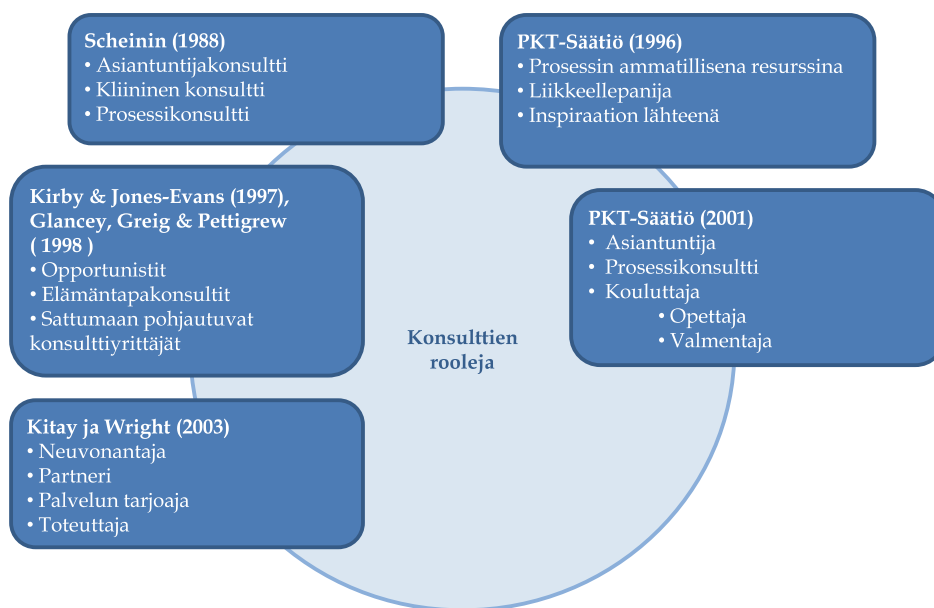 Scheinin (1988)
• Asiantuntijakonsultti
• Kliininen konsultti
• Prosessikonsultti
PKT-Säätiö (1996)
• Prosessin ammatillisena resurssina
• Liikkeellepanija
• Inspiraation lähteenä
Kirby & Jones-Evans (1997),
Glancey, Greig & Pettigrew
( 1998 )
• Opportunistit
• Elämäntapakonsultit
• Sattumaan pohjautuvat
konsulttiyrittäjät
PKT-Säätiö (2001)
• Asiantuntija
• Prosessikonsultti
• Kouluttaja
• Opettaja
• Valmentaja
Konsulttien
rooleja
Kitay ja Wright (2003)
• Neuvonantaja
• Partneri
• Palvelun tarjoaja
• Toteuttaja